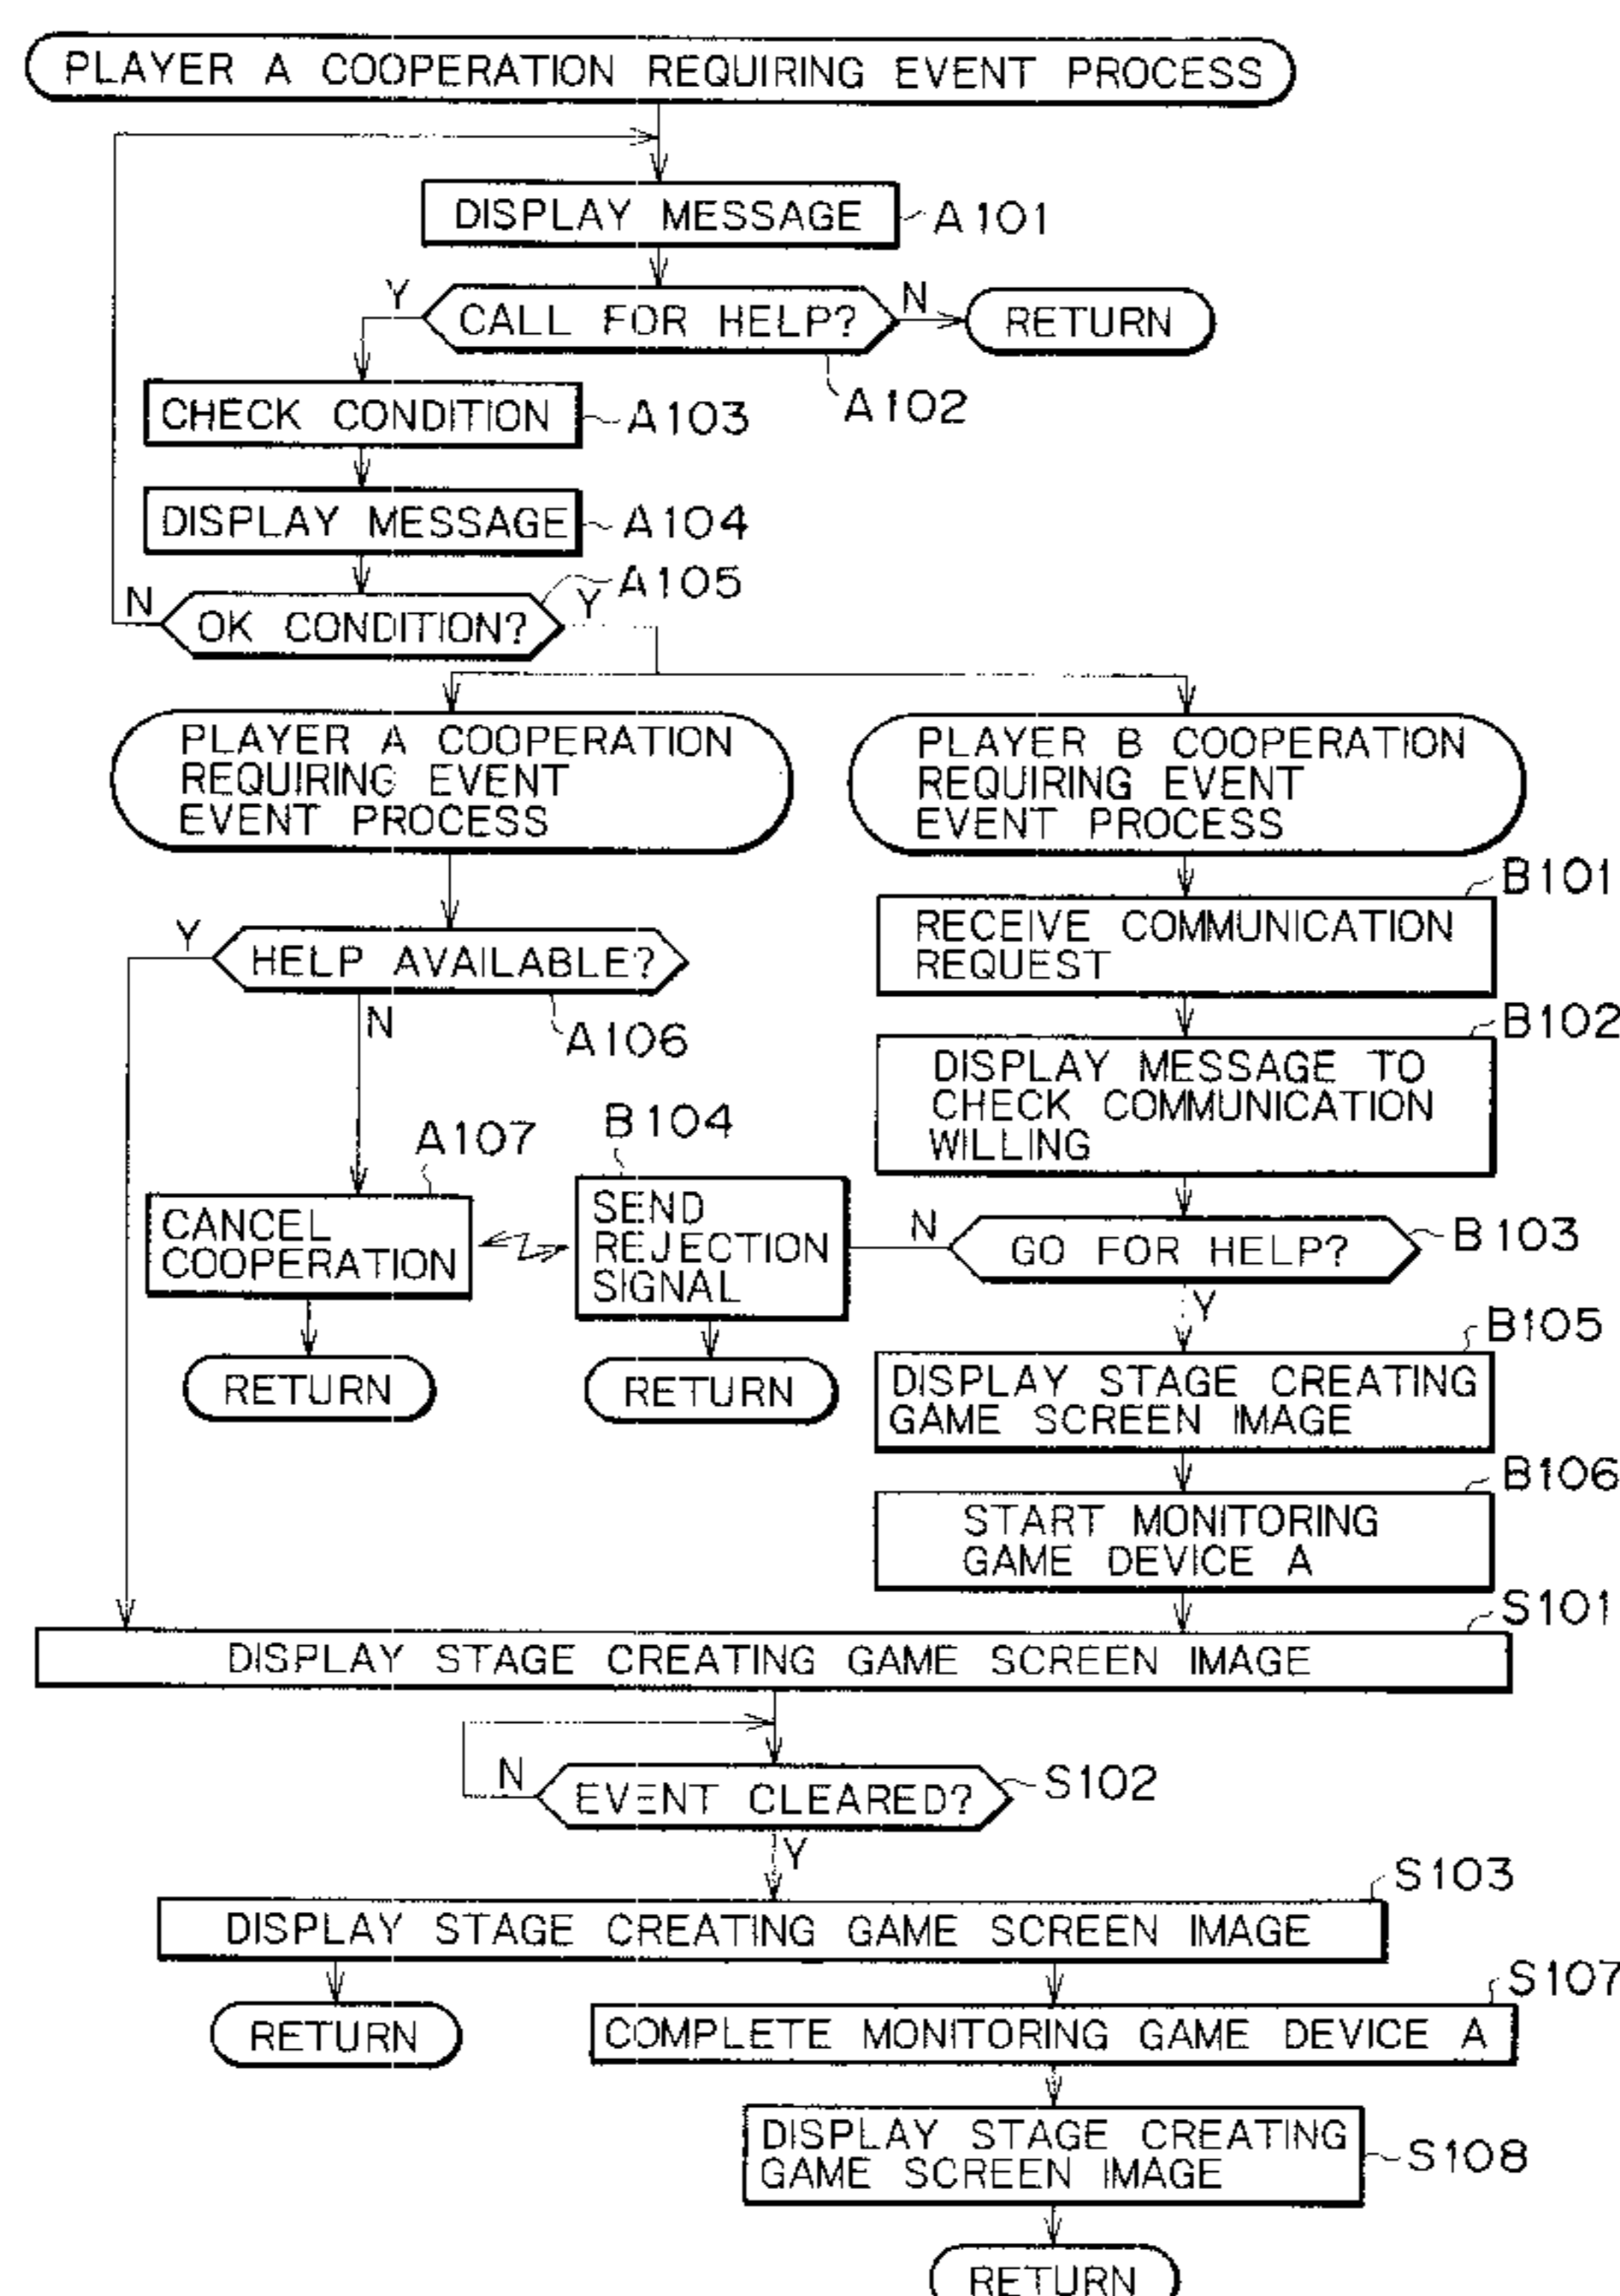 PLAYER A COOPERATION REQUIRING EVENT PROCESS
DISPLAY MESSAGE
A101
Y
CALL FOR HELP?
N
RETURN
A102
CHECK CONDITION
A103
DISPLAY MESSAGE
A104
A105
N
OK CONDITION?
Y
PLAYER A COOPERATION
REQUIRING EVENT
EVENT PROCESS
PLAYER B COOPERATION
REQUIRING EVENT
EVENT PROCESS
B101
RECEIVE COMMUNICATION
REQUEST
Y
HELP AVAILABLE?
N
A106
B102
DISPLAY MESSAGE TO
CHECK COMMUNICATION
WILLING
A107
CANCEL
COOPERATION
B104
SEND
REJECTION
SIGNAL
N
GO FOR HELP?
B103
Y
RETURN
RETURN
B105
DISPLAY STAGE CREATING
GAME SCREEN IMAGE
B106
START MONITORING
GAME DEVICE A
S101
DISPLAY STAGE CREATING GAME SCREEN IMAGE
N
EVENT CLEARED?
S102
Y
S103
DISPLAY STAGE CREATING GAME SCREEN IMAGE
RETURN
S107
COMPLETE MONITORING GAME DEVICE A
DISPLAY STAGE CREATING
GAME SCREEN IMAGE
S108
RETURN